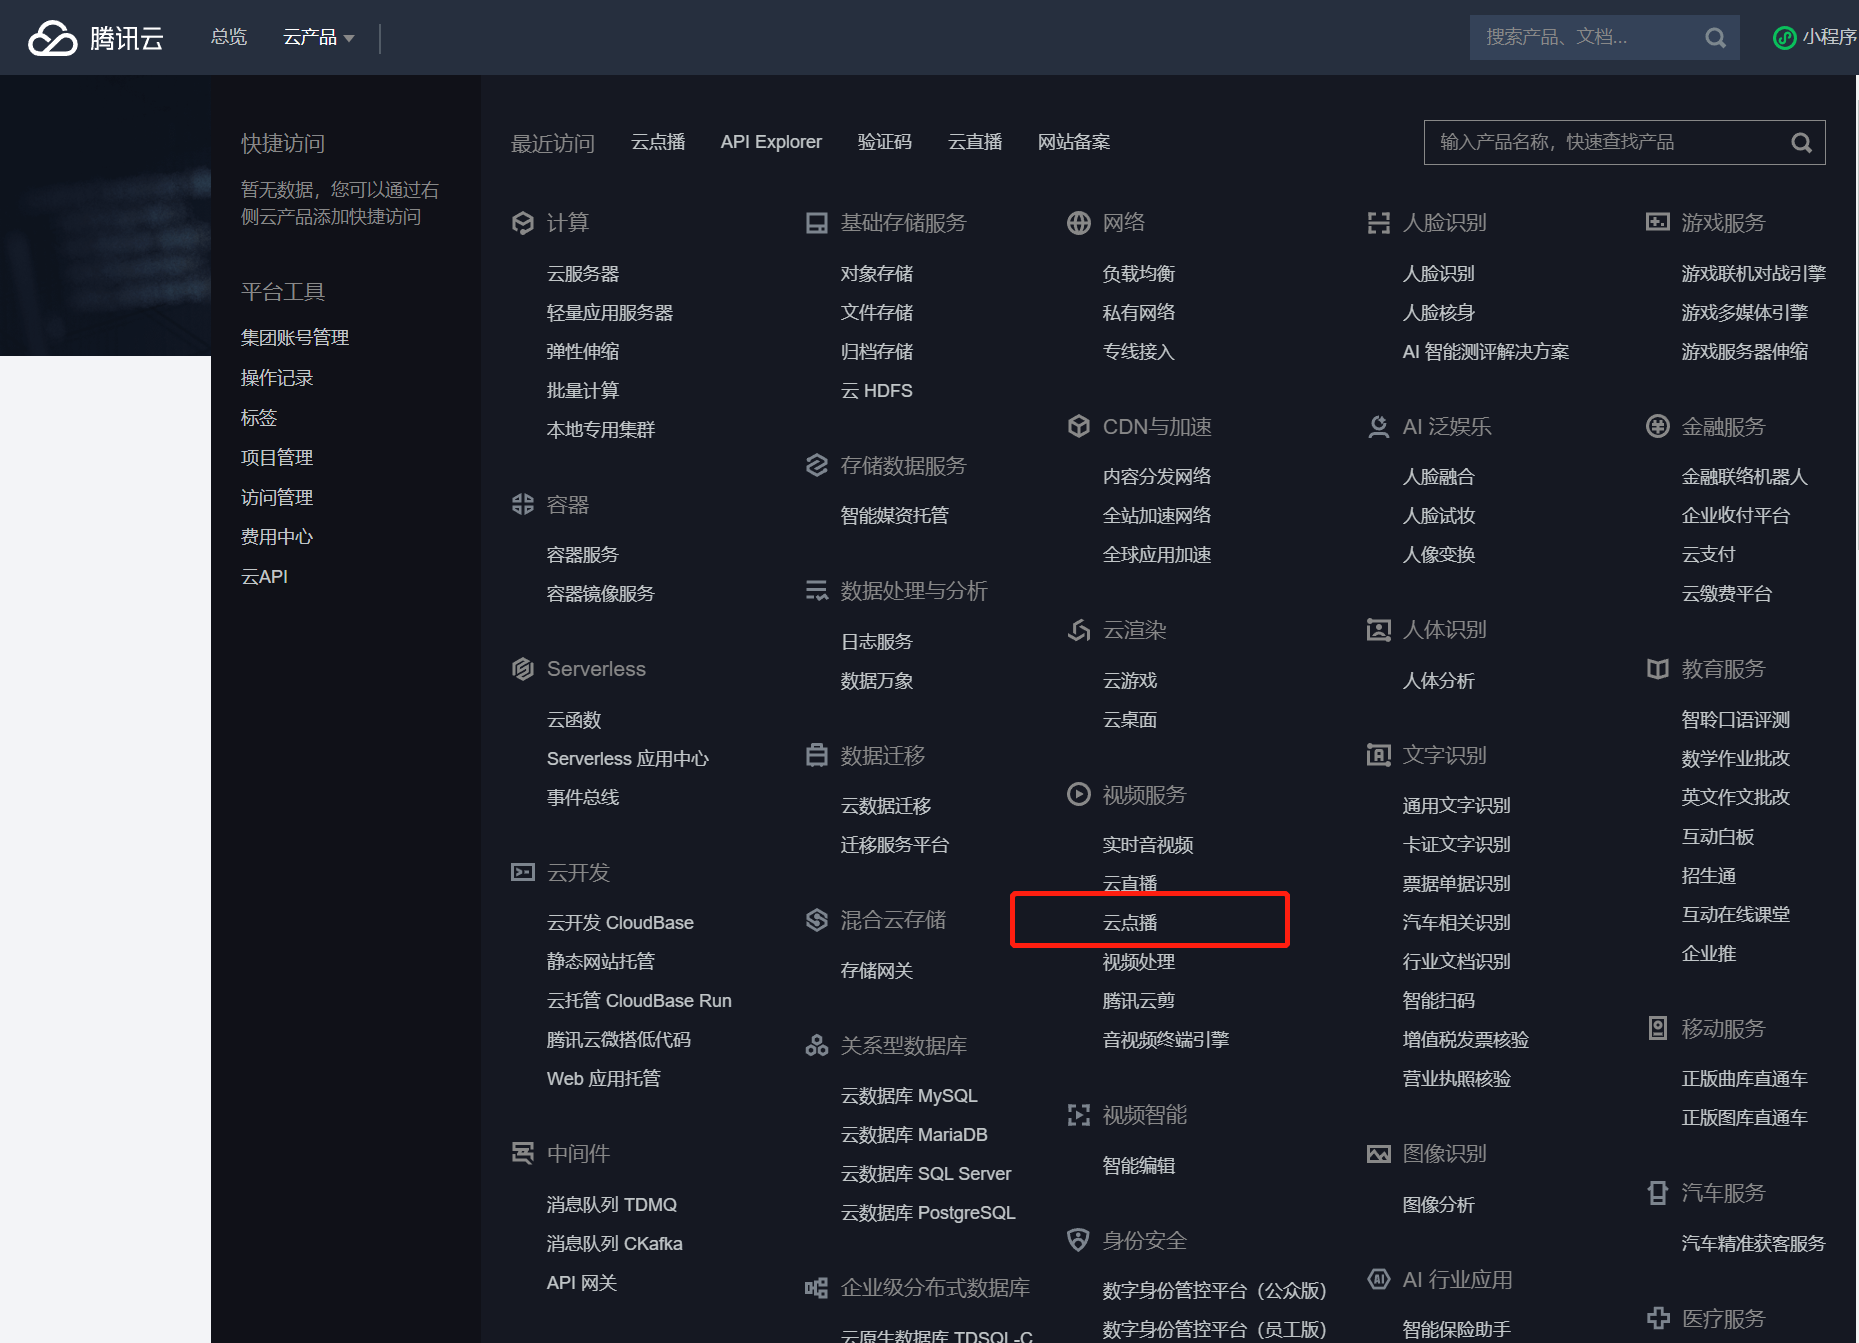 腾讯云
总览
云产品
搜索产品、文档...
小程序
快捷访问
暂无数据，您可以通过右
侧云产品添加快捷访问
平台工具
集团账号管理
操作记录
标签
项目管理
访问管理
费用中心
云API
最近访问
云点播
API Explorer
验证码
云直播
网站备案
输入产品名称，快速查找产品
计算
云服务器
轻量应用服务器
弹性伸缩
批量计算
本地专用集群
容器
容器服务
容器镜像服务
Serverless
云函数
Serverless 应用中心
事件总线
云开发
云开发 CloudBase
静态网站托管
云托管 CloudBase Run
腾讯云微搭低代码
Web 应用托管
中间件
消息队列 TDMQ
消息队列 CKafka
API 网关
基础存储服务
对象存储
文件存储
归档存储
云 HDFS
存储数据服务
智能媒资托管
数据处理与分析
日志服务
数据万象
数据迁移
云数据迁移
迁移服务平台
混合云存储
存储网关
关系型数据库
云数据库 MySQL
云数据库 MariaDB
云数据库 SQL Server
云数据库 PostgreSQL
企业级分布式数据库
云原生数据库 TDSQL-C
网络
负载均衡
私有网络
专线接入
CDN与加速
内容分发网络
全站加速网络
全球应用加速
云渲染
云游戏
云桌面
视频服务
实时音视频
云直播
云点播
视频处理
腾讯云剪
音视频终端引擎
视频智能
智能编辑
身份安全
数字身份管控平台（公众版）
数字身份管控平台（员工版）
人脸识别
人脸识别
人脸核身
AI 智能测评解决方案
AI 泛娱乐
人脸融合
人脸试妆
人像变换
人体识别
人体分析
文字识别
通用文字识别
卡证文字识别
票据单据识别
汽车相关识别
行业文档识别
智能扫码
增值税发票核验
营业执照核验
图像识别
图像分析
AI 行业应用
智能保险助手
游戏服务
游戏联机对战引擎
游戏多媒体引擎
游戏服务器伸缩
金融服务
金融联络机器人
企业收付平台
云支付
云缴费平台
教育服务
智聆口语评测
数学作业批改
英文作文批改
互动白板
招生通
互动在线课堂
企业推
移动服务
正版曲库直通车
正版图库直通车
汽车服务
汽车精准获客服务
医疗服务